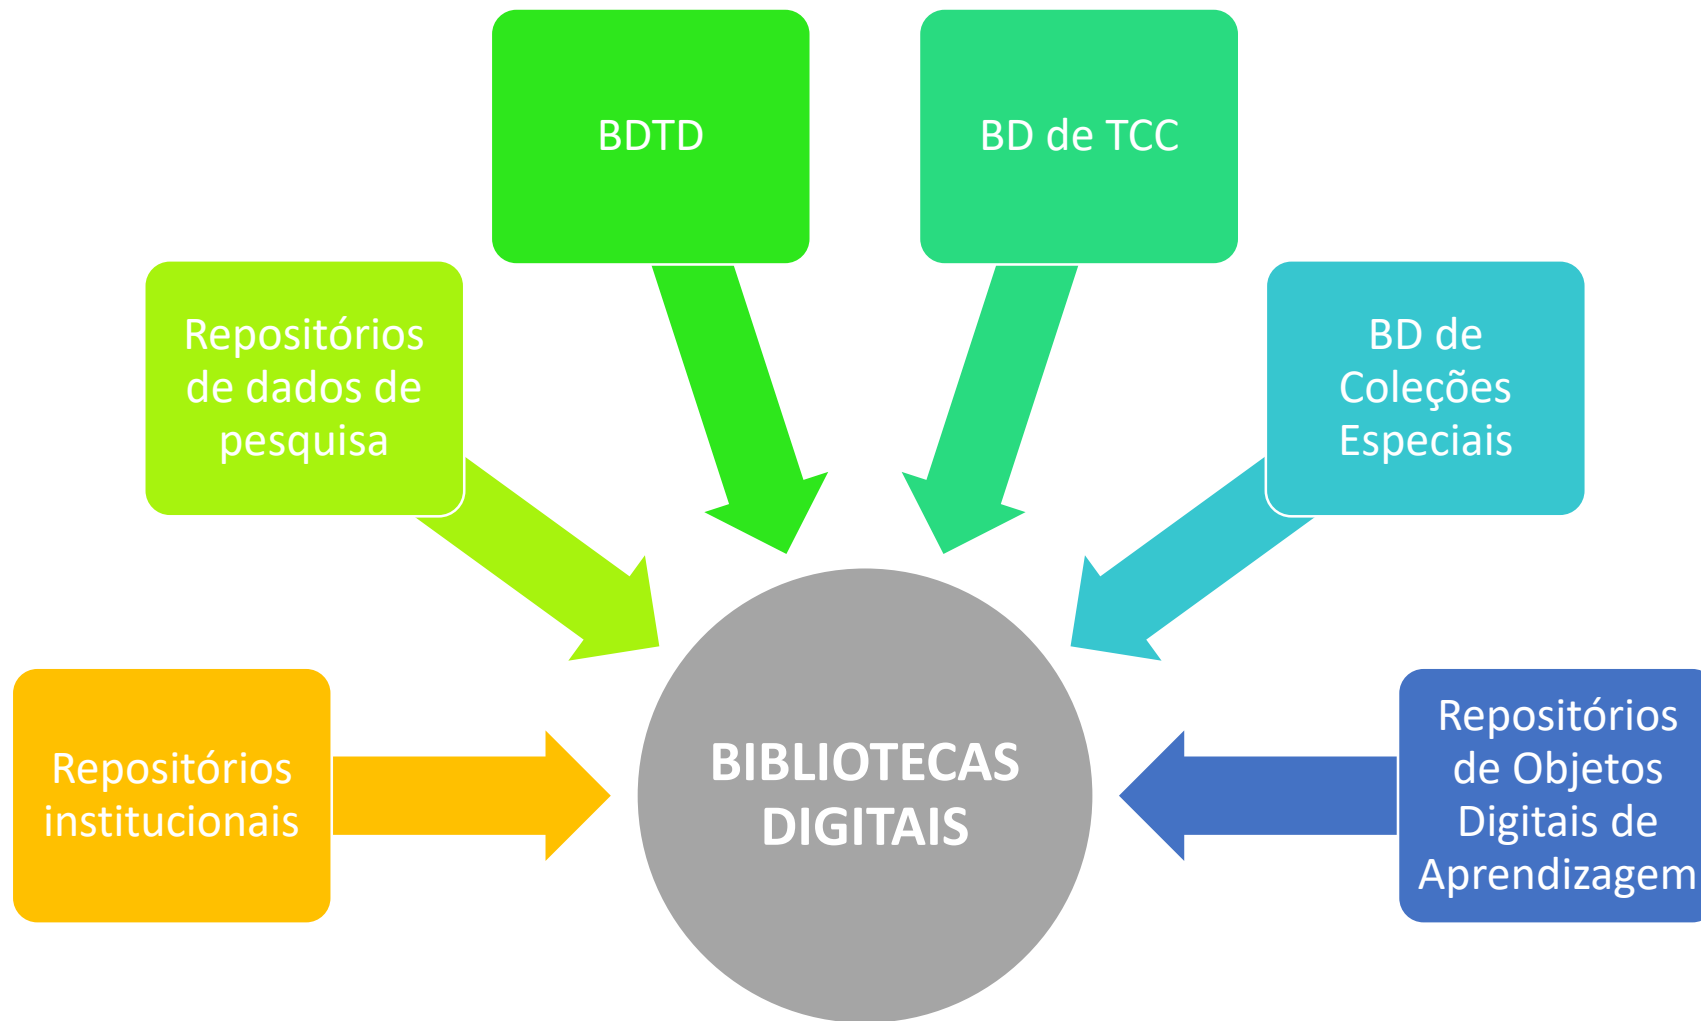 BDTD
BD de TCC
Repositórios
de dados de
pesquisa
BD de
Coleções
Especiais
Repositórios
institucionais
BIBLIOTECAS
DIGITAIS
Repositórios
de Objetos
Digitais de
Aprendizagem